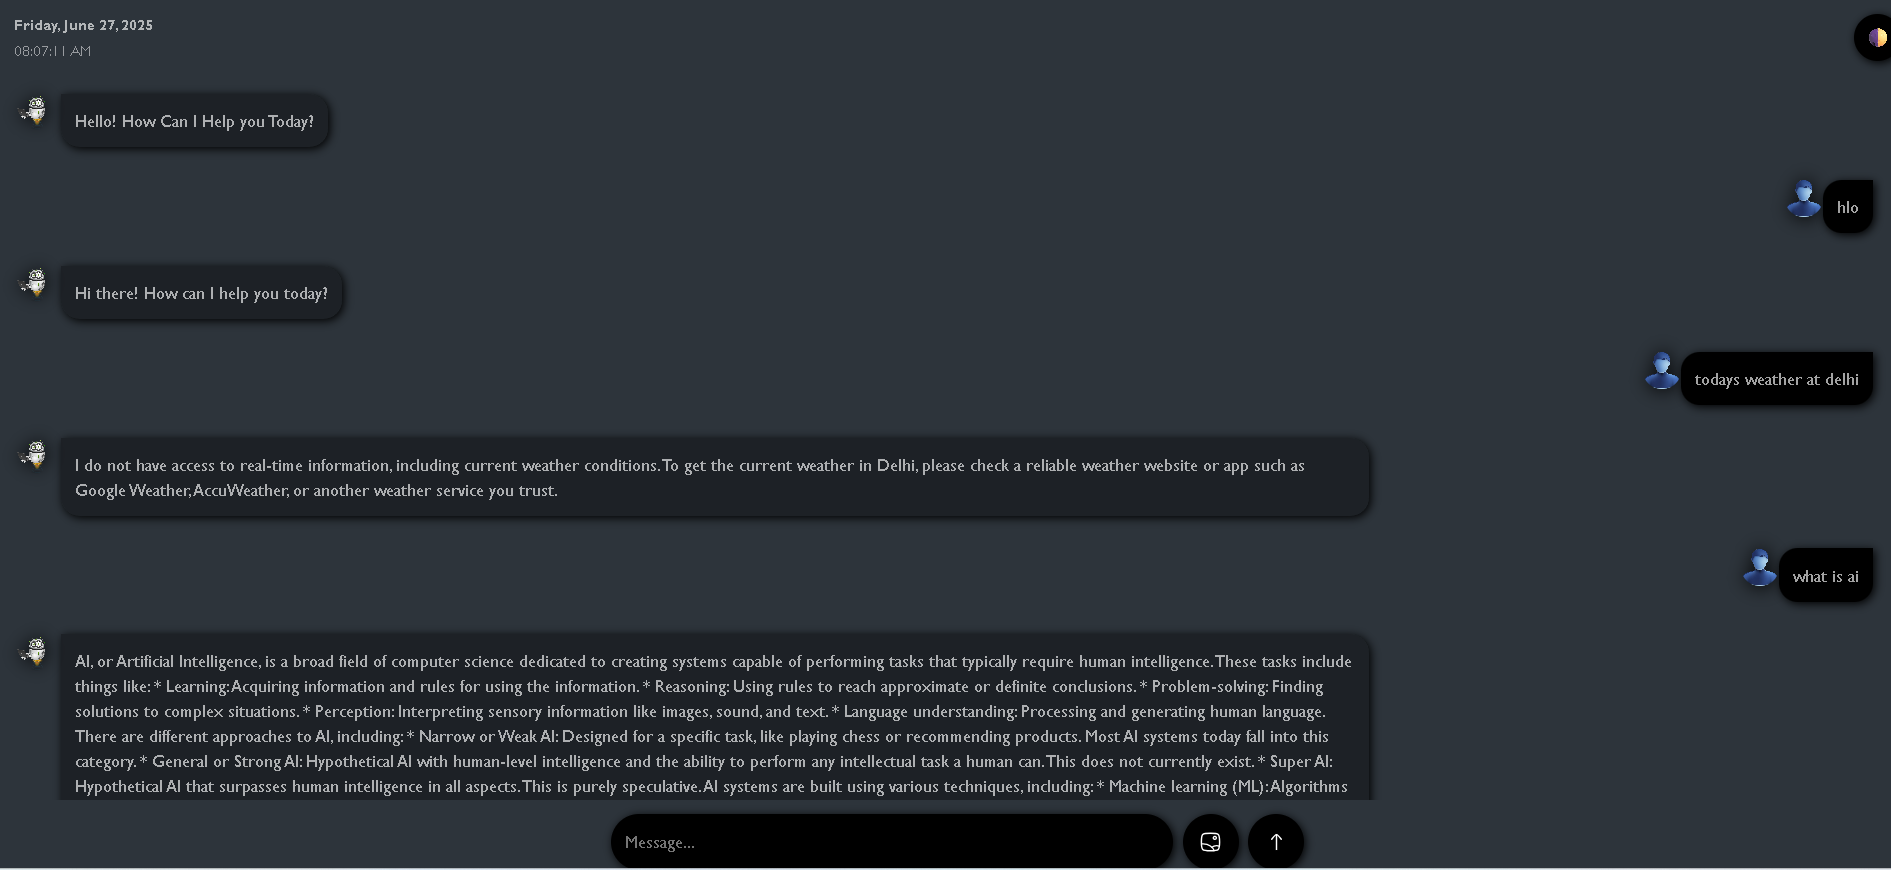 Friday, June 27, 2025
08:07:11 AM
Hello! How Can I Help you Today?
hlo
Hi there! How can I help you today?
todays weather at delhi
I do not have access to real-time information, including current weather conditions. To get the current weather in Delhi, please check a reliable weather website or app such as
Google Weather, AccuWeather, or another weather service you trust.
what is ai
AI, or Artificial Intelligence, is a broad field of computer science dedicated to creating systems capable of performing tasks that typically require human intelligence. These tasks include
things like: * Learning: Acquiring information and rules for using the information. * Reasoning: Using rules to reach approximate or definite conclusions. * Problem-solving: Finding
solutions to complex situations. * Perception: Interpreting sensory information like images, sound, and text. * Language understanding: Processing and generating human language.
There are different approaches to AI, including: * Narrow or Weak AI: Designed for a specific task, like playing chess or recommending products. Most AI systems today fall into this
category. * General or Strong AI: Hypothetical AI with human-level intelligence and the ability to perform any intellectual task a human can. This does not currently exist. * Super AI:
Hypothetical AI that surpasses human intelligence in all aspects. This is purely speculative. AI systems are built using various techniques, including: * Machine learning (ML): Algorithms
Message...